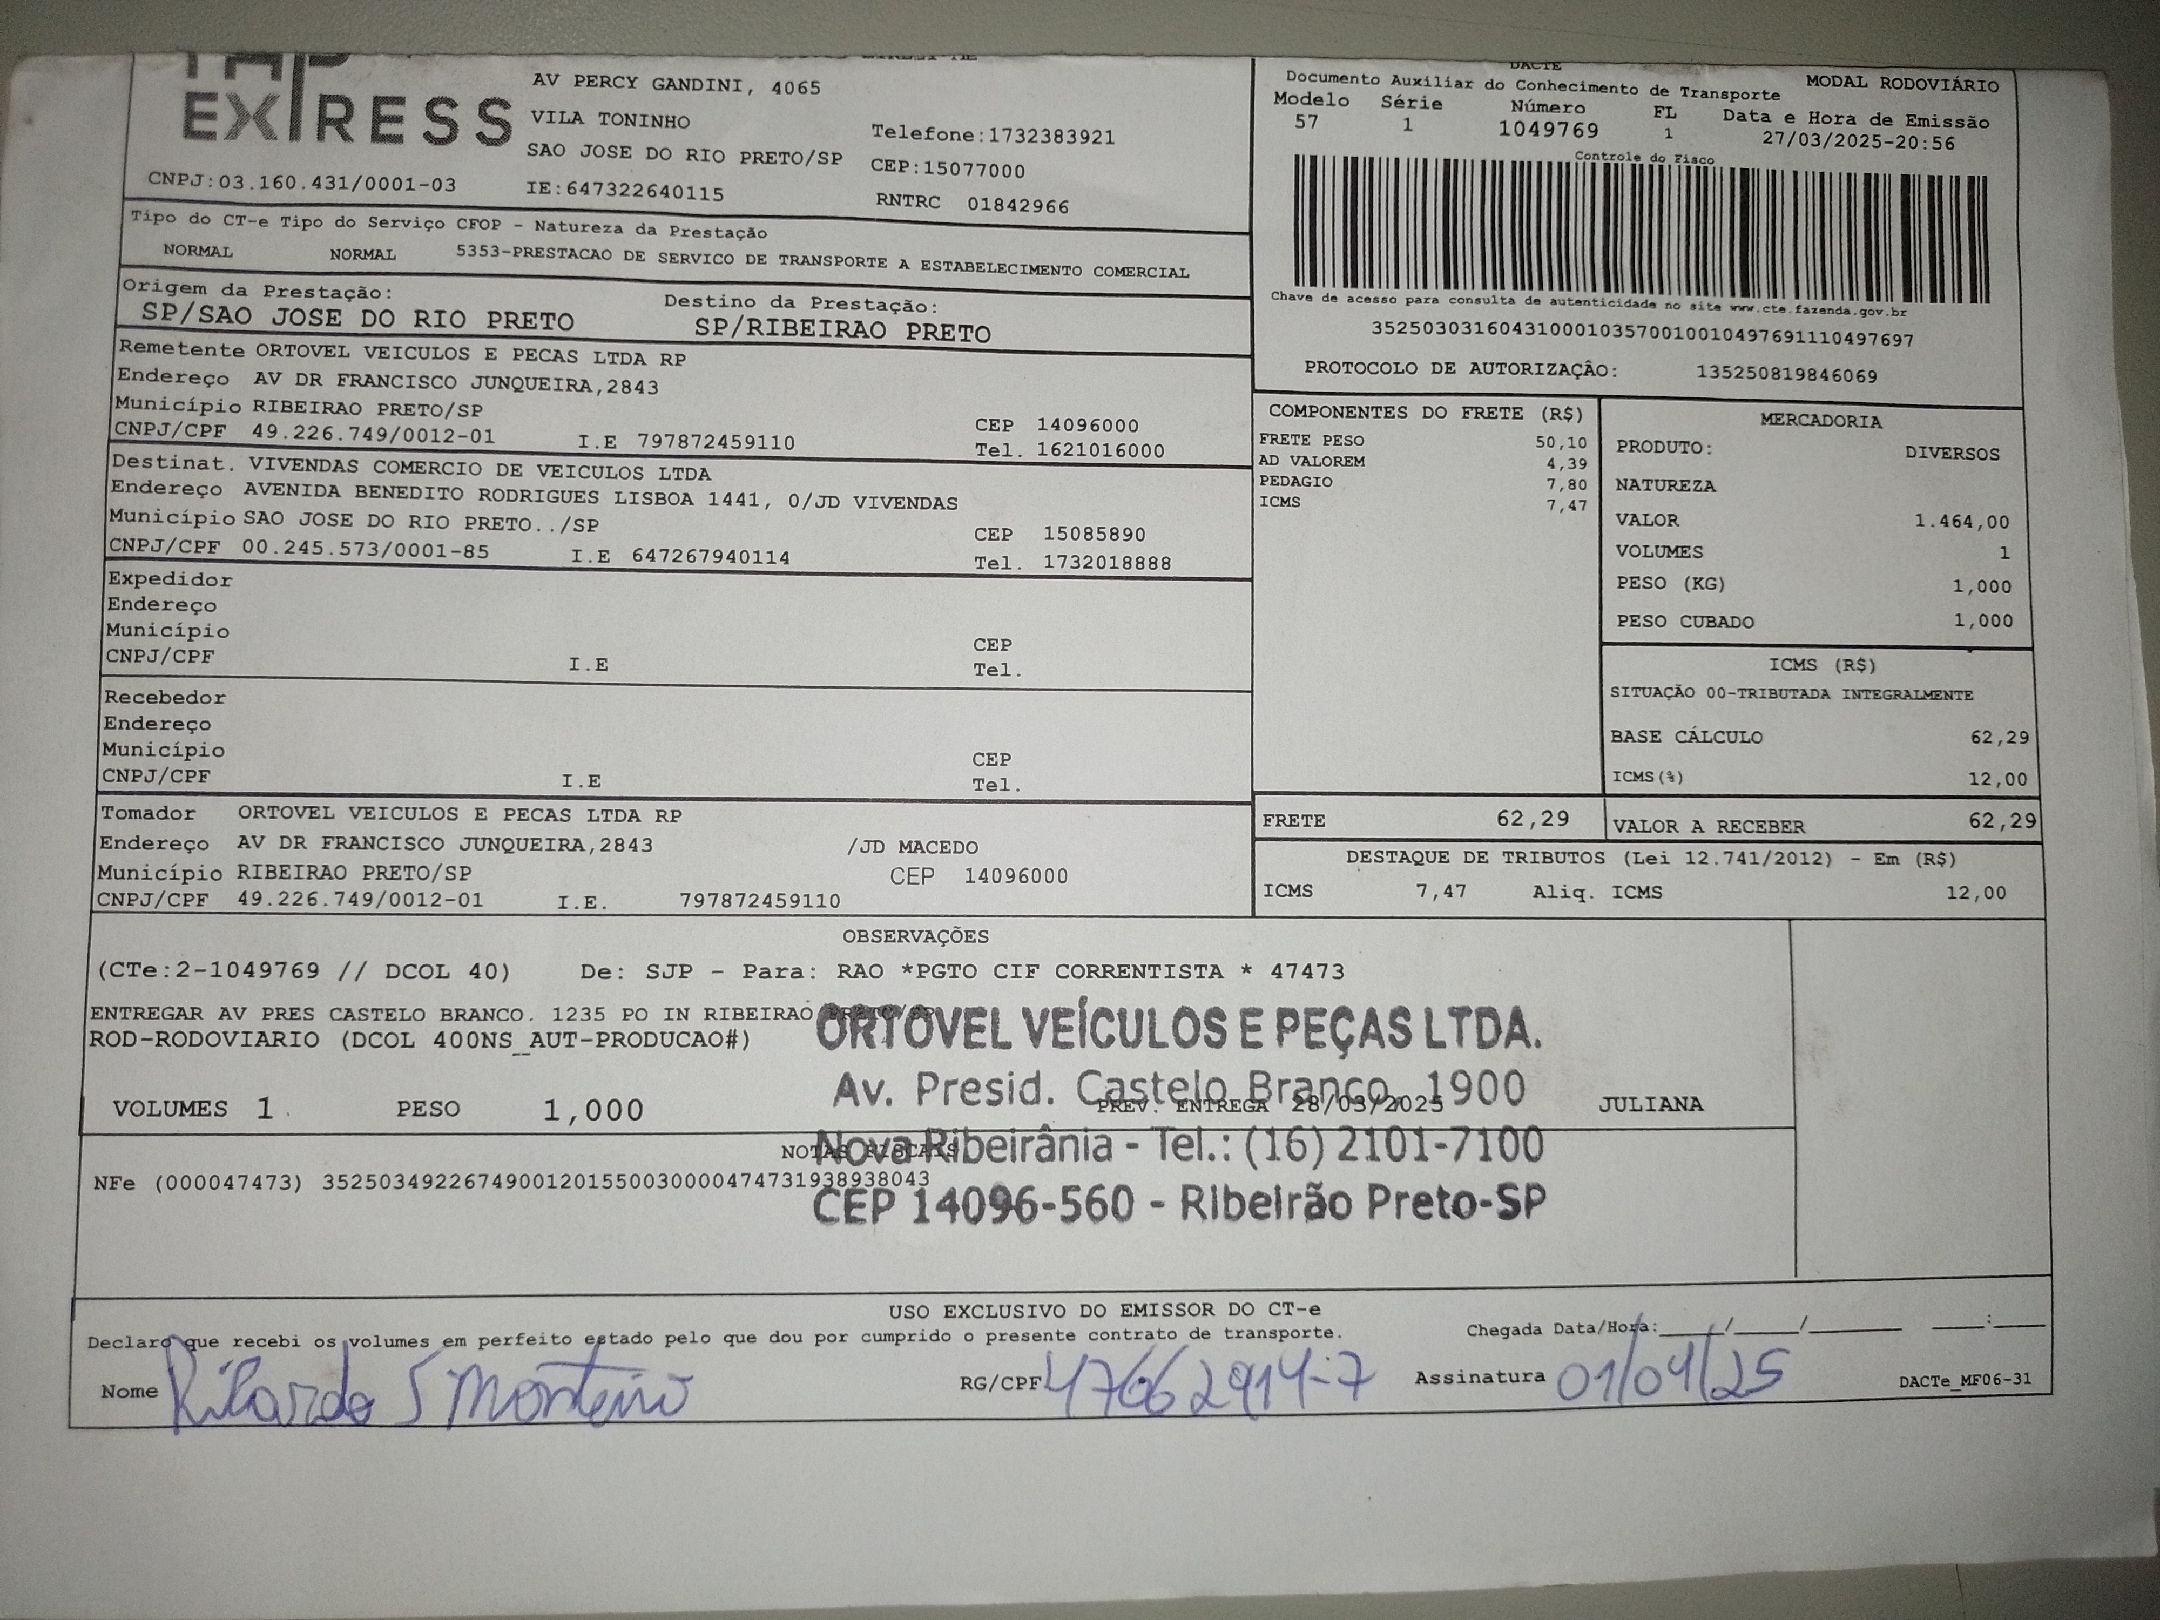 EXPRESS
AV PERCY GANDINI, 4065
VILA TONINHO
SAO JOSE DO RIO PRETO/SP
Telefone:1732383921
CEP:15077000
CNPJ:03.160.431/0001-03
IE:647322640115
RNTRC 01842966
DACTE
Documento Auxiliar do Conhecimento de Transporte
MODAL RODOVIÁRIO
Modelo Série Número FL Data e Hora de Emissão
57 1 1049769 1 27/03/2025-20:56
Controle do Fisco
Chave de acesso para consulta de autenticidade no site www.cte.fazenda.gov.br
35250303160431000103570010010497691110497697
PROTOCOLO DE AUTORIZAÇÃO: 135250819846069
Tipo do CT-e Tipo do Serviço CFOP - Natureza da Prestação
NORMAL NORMAL 5353-PRESTACAO DE SERVICO DE TRANSPORTE A ESTABELECIMENTO COMERCIAL
Origem da Prestação: Destino da Prestação:
SP/SAO JOSE DO RIO PRETO SP/RIBEIRAO PRETO
Remetente ORTOVEL VEICULOS E PECAS LTDA RP
Endereço AV DR FRANCISCO JUNQUEIRA,2843
Município RIBEIRAO PRETO/SP CEP 14096000
CNPJ/CPF 49.226.749/0012-01 I.E 797872459110 Tel. 1621016000
Destinat. VIVENDAS COMERCIO DE VEICULOS LTDA
Endereço AVENIDA BENEDITO RODRIGUES LISBOA 1441, 0/JD VIVENDAS
Município SAO JOSE DO RIO PRETO../SP CEP 15085890
CNPJ/CPF 00.245.573/0001-85 I.E 647267940114 Tel. 1732018888
Expedidor
Endereço
Município CEP
CNPJ/CPF I.E Tel.
Recebedor
Endereço
Município CEP
CNPJ/CPF I.E Tel.
Tomador ORTOVEL VEICULOS E PECAS LTDA RP
Endereço AV DR FRANCISCO JUNQUEIRA,2843 /JD MACEDO
Município RIBEIRAO PRETO/SP CEP 14096000
CNPJ/CPF 49.226.749/0012-01 I.E. 797872459110
COMPONENTES DO FRETE (R$)
FRETE PESO 50,10
AD VALOREM 4,39
PEDAGIO 7,80
ICMS 7,47
MERCADORIA
PRODUTO: DIVERSOS
NATUREZA
VALOR 1.464,00
VOLUMES 1
PESO (KG) 1,000
PESO CUBADO 1,000
ICMS (R$)
SITUAÇÃO 00-TRIBUTADA INTEGRALMENTE
BASE CÁLCULO 62,29
ICMS(%) 12,00
FRETE 62,29 VALOR A RECEBER 62,29
DESTAQUE DE TRIBUTOS (Lei 12.741/2012) - Em (R$)
ICMS 7,47 Aliq. ICMS 12,00
OBSERVAÇÕES
(CTe:2-1049769 // DCOL 40) De: SJP - Para: RAO *PGTO CIF CORRENTISTA * 47473
ENTREGAR AV PRES CASTELO BRANCO. 1235 PO IN RIBEIRAO PRETO/SP
ROD-RODOVIARIO (DCOL 400NS_AUT-PRODUCAO#)
ORTOVEL VEÍCULOS E PEÇAS LTDA.
Av. Presid. Castelo Branco, 1900
Nova Ribeirânia - Tel.: (16) 2101-7100
CEP 14096-560 - Ribeirão Preto-SP
VOLUMES 1 PESO 1,000 PREV. ENTREGA 28/03/2025 JULIANA
NOTAS FISCAIS
NFe (000047473) 35250349226749001201550030000474731938938043
USO EXCLUSIVO DO EMISSOR DO CT-e
Declaro que recebi os volumes em perfeito estado pelo que dou por cumprido o presente contrato de transporte.
Chegada Data/Hora:____/____/______ ____:____
Nome Ricardo S Monteiro RG/CPF 47662914-7 Assinatura 01/04/25
DACTe_MF06-31